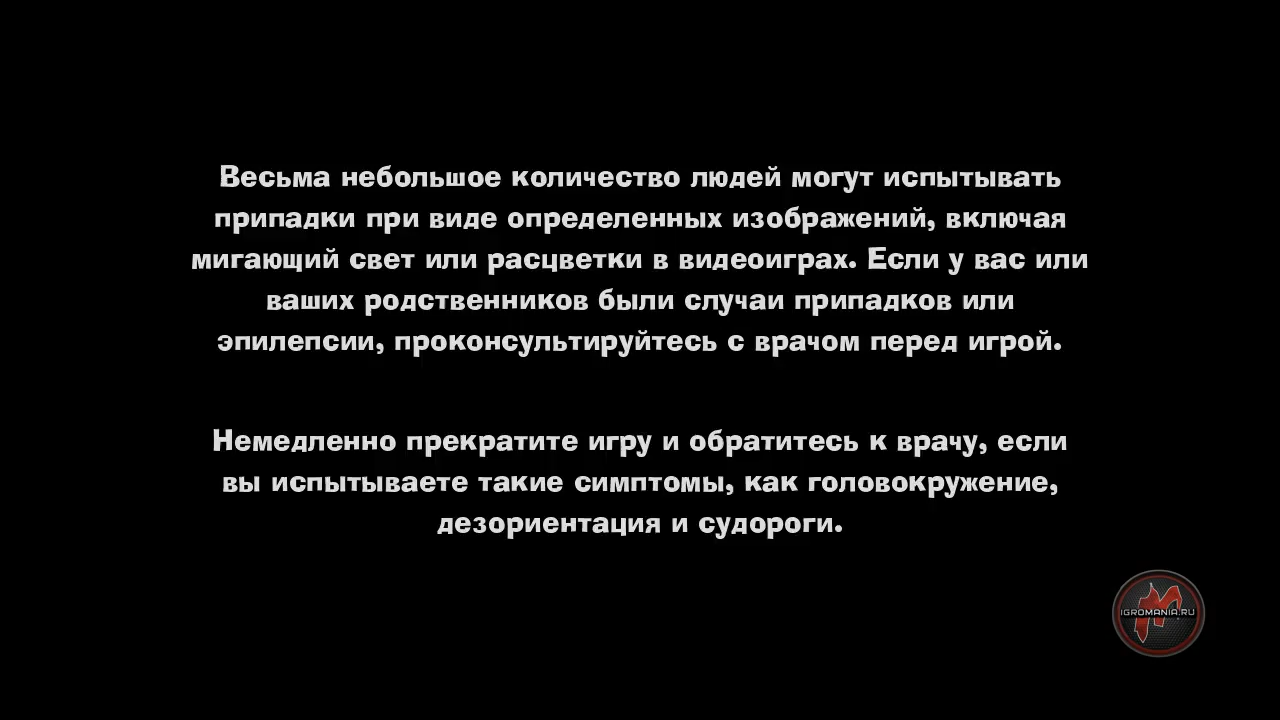 Весьма небольшое количество людей могут испытывать
припадки при виде определенных изображений, включая
мигающий свет или расцветки в видеоиграх. Если у вас или
ваших родственников были случаи припадков или
эпилепсии, проконсультируйтесь с врачом перед игрой.
Немедленно прекратите игру и обратитесь к врачу, если
вы испытываете такие симптомы, как головокружение,
дезориентация и судороги.
IGROMANIA.RU